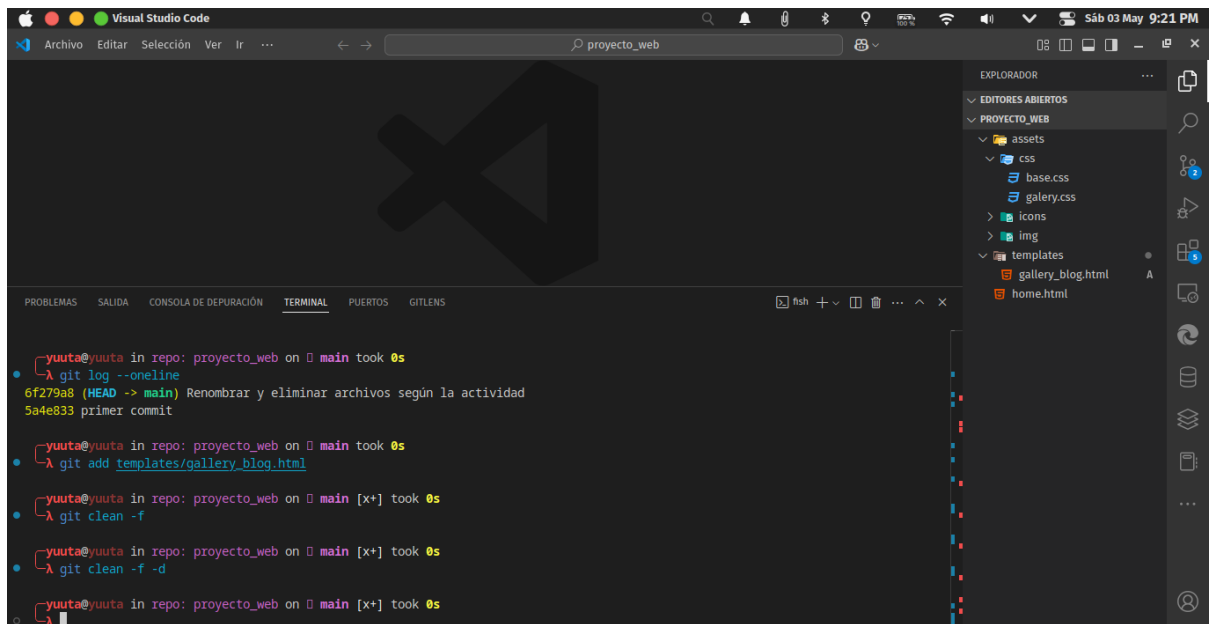 Visual Studio Code
100 %
Sáb 03 May 9:21 PM
Archivo Editar Selección Ver Ir ...
proyecto_web
EXPLORADOR
EDITORES ABIERTOS
PROYECTO_WEB
assets
css
base.css
galery.css
icons
img
templates
gallery_blog.html A
home.html
2
5
PROBLEMAS SALIDA CONSOLA DE DEPURACIÓN TERMINAL PUERTOS GITLENS
fish
yuuta@yuuta in repo: proyecto_web on ▯ main took 0s
λ git log --oneline
6f279a8 (HEAD -> main) Renombrar y eliminar archivos según la actividad
5a4e833 primer commit
yuuta@yuuta in repo: proyecto_web on ▯ main took 0s
λ git add templates/gallery_blog.html
yuuta@yuuta in repo: proyecto_web on ▯ main [x+] took 0s
λ git clean -f
yuuta@yuuta in repo: proyecto_web on ▯ main [x+] took 0s
λ git clean -f -d
yuuta@yuuta in repo: proyecto_web on ▯ main [x+] took 0s
λ